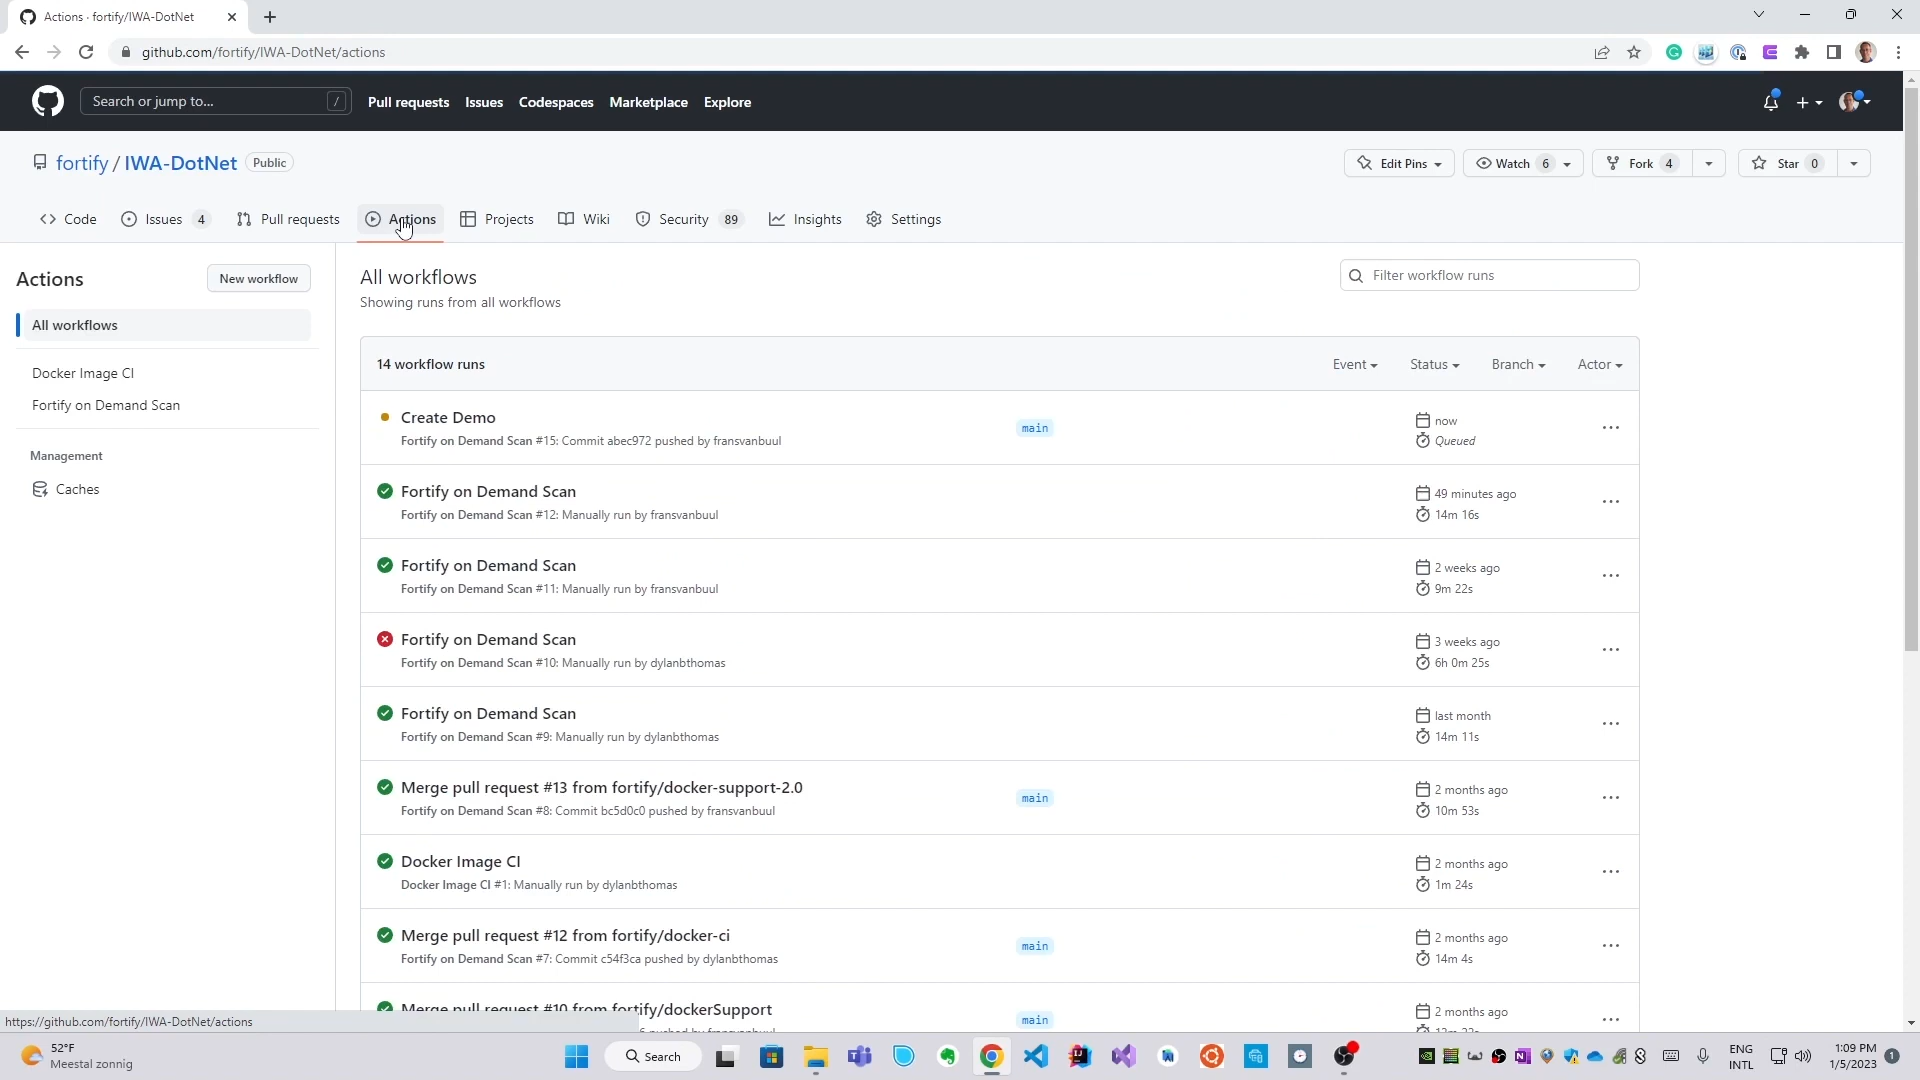 Actions · fortify/IWA-DotNet
github.com/fortify/IWA-DotNet/actions
Search or jump to... /
Pull requests Issues Codespaces Marketplace Explore
fortify / IWA-DotNet Public
Edit Pins Watch 6 Fork 4 Star 0
Code Issues 4 Pull requests Actions Projects Wiki Security 89 Insights Settings
Actions
New workflow
All workflows
Docker Image CI
Fortify on Demand Scan
Management
Caches
All workflows
Showing runs from all workflows
Filter workflow runs
14 workflow runs
Event Status Branch Actor
Create Demo
Fortify on Demand Scan #15: Commit abec972 pushed by fransvanbuul
main
now
Queued
Fortify on Demand Scan
Fortify on Demand Scan #12: Manually run by fransvanbuul
49 minutes ago
14m 16s
Fortify on Demand Scan
Fortify on Demand Scan #11: Manually run by fransvanbuul
2 weeks ago
9m 22s
Fortify on Demand Scan
Fortify on Demand Scan #10: Manually run by dylanbthomas
3 weeks ago
6h 0m 25s
Fortify on Demand Scan
Fortify on Demand Scan #9: Manually run by dylanbthomas
last month
14m 11s
Merge pull request #13 from fortify/docker-support-2.0
Fortify on Demand Scan #8: Commit bc5d0c0 pushed by fransvanbuul
main
2 months ago
10m 53s
Docker Image CI
Docker Image CI #1: Manually run by dylanbthomas
2 months ago
1m 24s
Merge pull request #12 from fortify/docker-ci
Fortify on Demand Scan #7: Commit c54f3ca pushed by dylanbthomas
main
2 months ago
14m 4s
Merge pull request #10 from fortify/dockerSupport
main
2 months ago
https://github.com/fortify/IWA-DotNet/actions
52°F
Meestal zonnig
Search
ENG
INTL
1:09 PM
1/5/2023
1